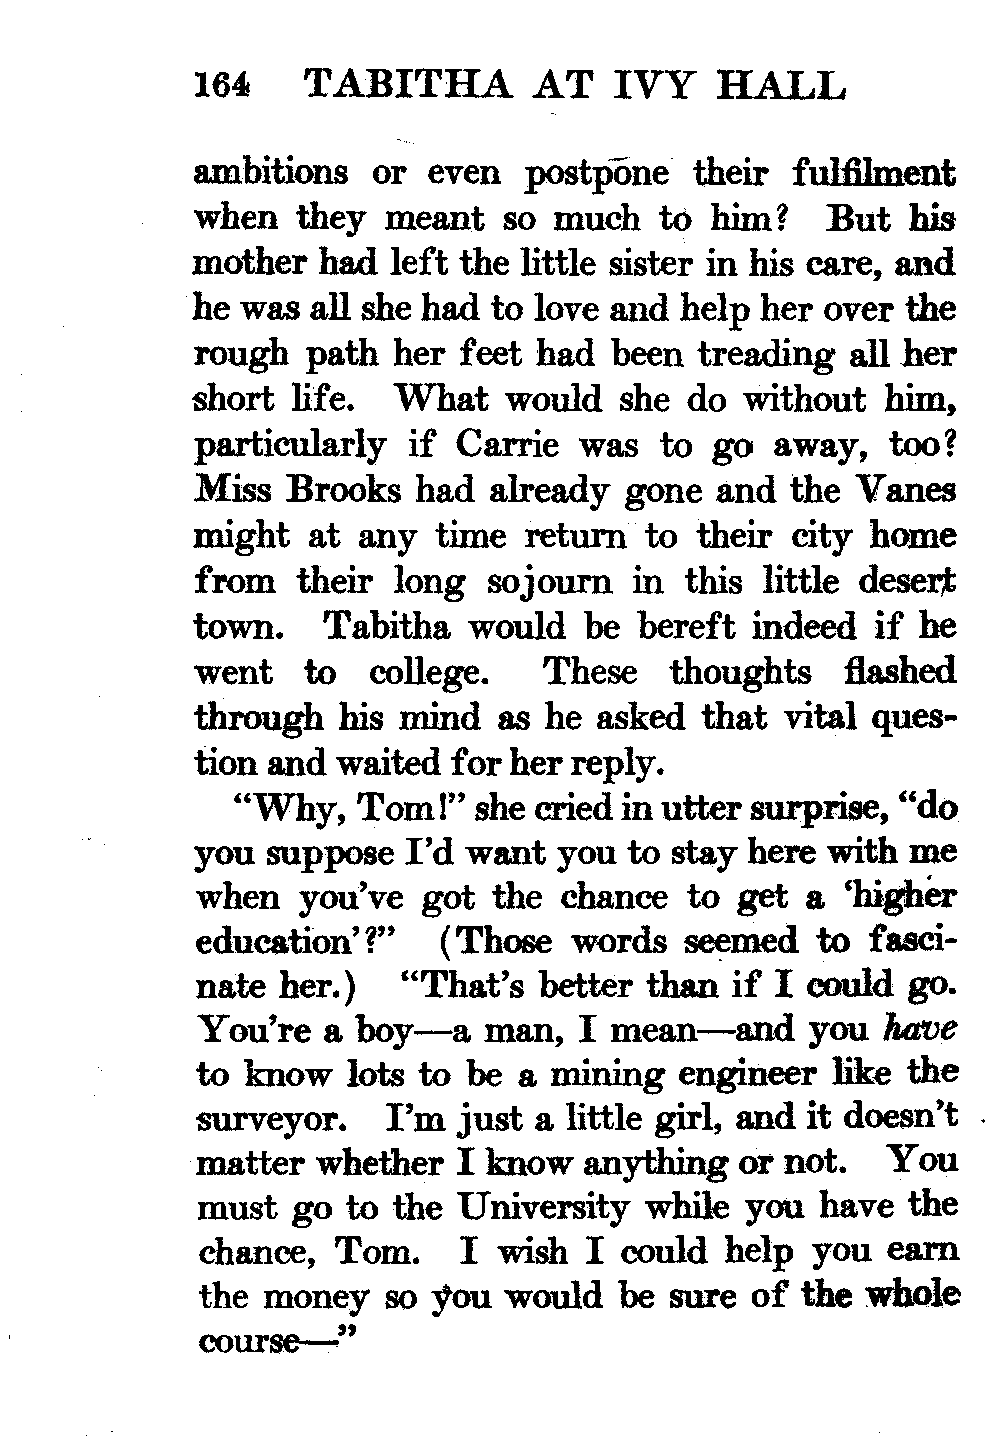 164 TABITHA AT IVY HALL
ambitions or even postpone their fulfilment
when they meant so much to him? But his
mother had left the little sister in his care, and
he was all she had to love and help her over the
rough path her feet had been treading all her
short life. What would she do without him,
particularly if Carrie was to go away, too?
Miss Brooks had already gone and the Vanes
might at any time return to their city home
from their long sojourn in this little desert
town. Tabitha would be bereft indeed if he
went to college. These thoughts flashed
through his mind as he asked that vital ques-
tion and waited for her reply.
"Why, Tom!" she cried in utter surprise, "do
you suppose I'd want you to stay here with me
when you've got the chance to get a 'higher
education'?" (Those words seemed to fasci-
nate her.) "That's better than if I could go.
You're a boy—a man, I mean—and you have
to know lots to be a mining engineer like the
surveyor. I'm just a little girl, and it doesn't
matter whether I know anything or not. You
must go to the University while you have the
chance, Tom. I wish I could help you earn
the money so you would be sure of the whole
course—"